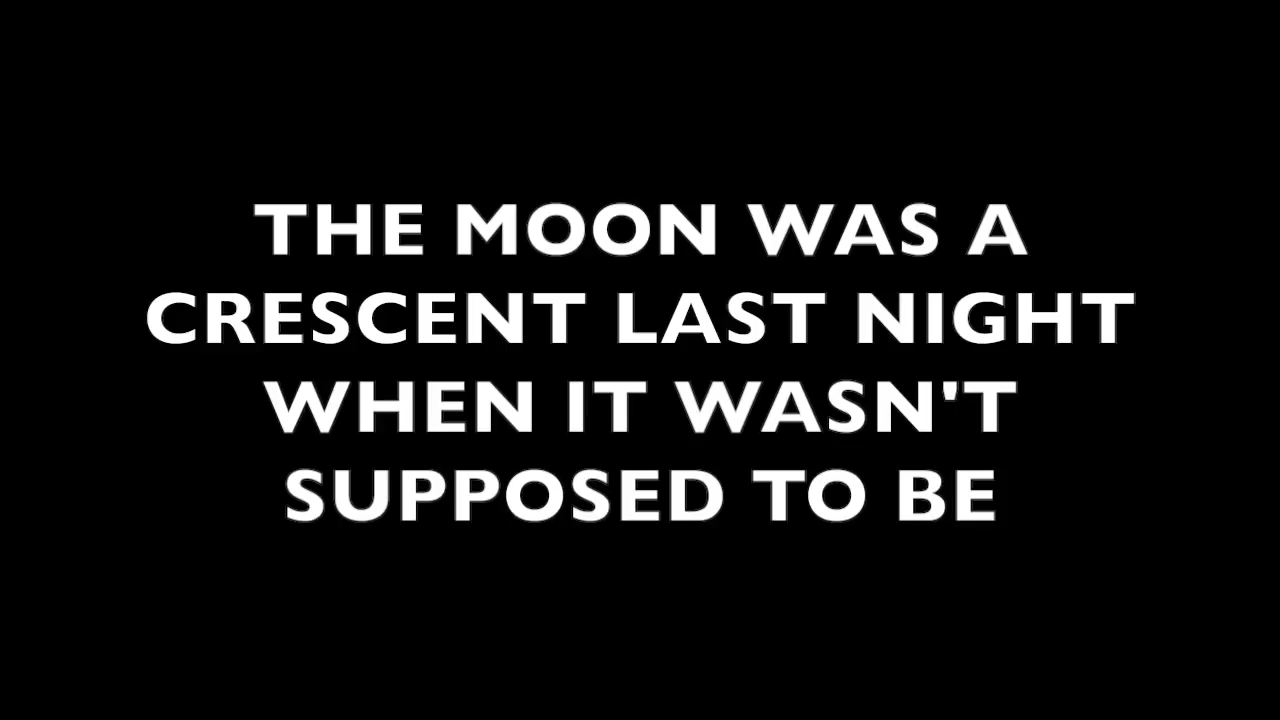 THE MOON WAS A
CRESCENT LAST NIGHT
WHEN IT WASN'T
SUPPOSED TO BE